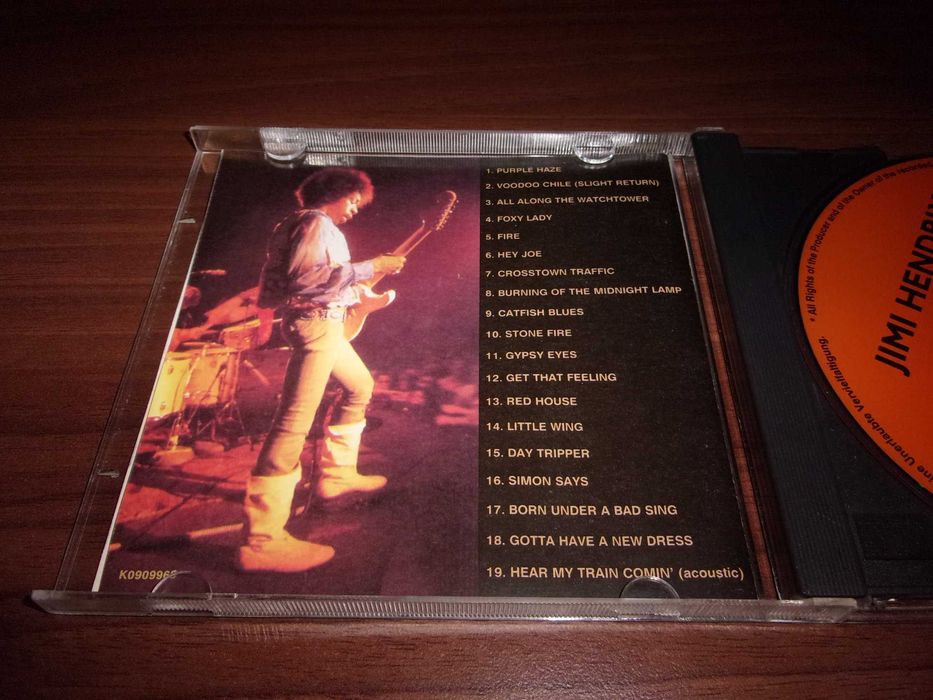 1. PURPLE HAZE
2. VOODOO CHILE (SLIGHT RETURN)
3. ALL ALONG THE WATCHTOWER
4. FOXY LADY
5. FIRE
6. HEY JOE
7. CROSSTOWN TRAFFIC
8. BURNING OF THE MIDNIGHT LAMP
9. CATFISH BLUES
10. STONE FIRE
11. GYPSY EYES
12. GET THAT FEELING
13. RED HOUSE
14. LITTLE WING
15. DAY TRIPPER
16. SIMON SAYS
17. BORN UNDER A BAD SING
18. GOTTA HAVE A NEW DRESS
19. HEAR MY TRAIN COMIN' (acoustic)
JIMI
* All Rights of the Producer and of the Owner of the
Unerlaubte Vervielfältigung,